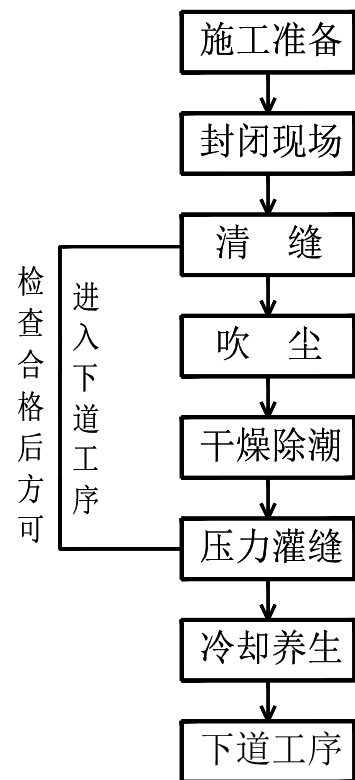 施工准备
封闭现场
清 缝
吹 尘
干燥除潮
压力灌缝
冷却养生
下道工序
检查合格后方可
进入下道工序